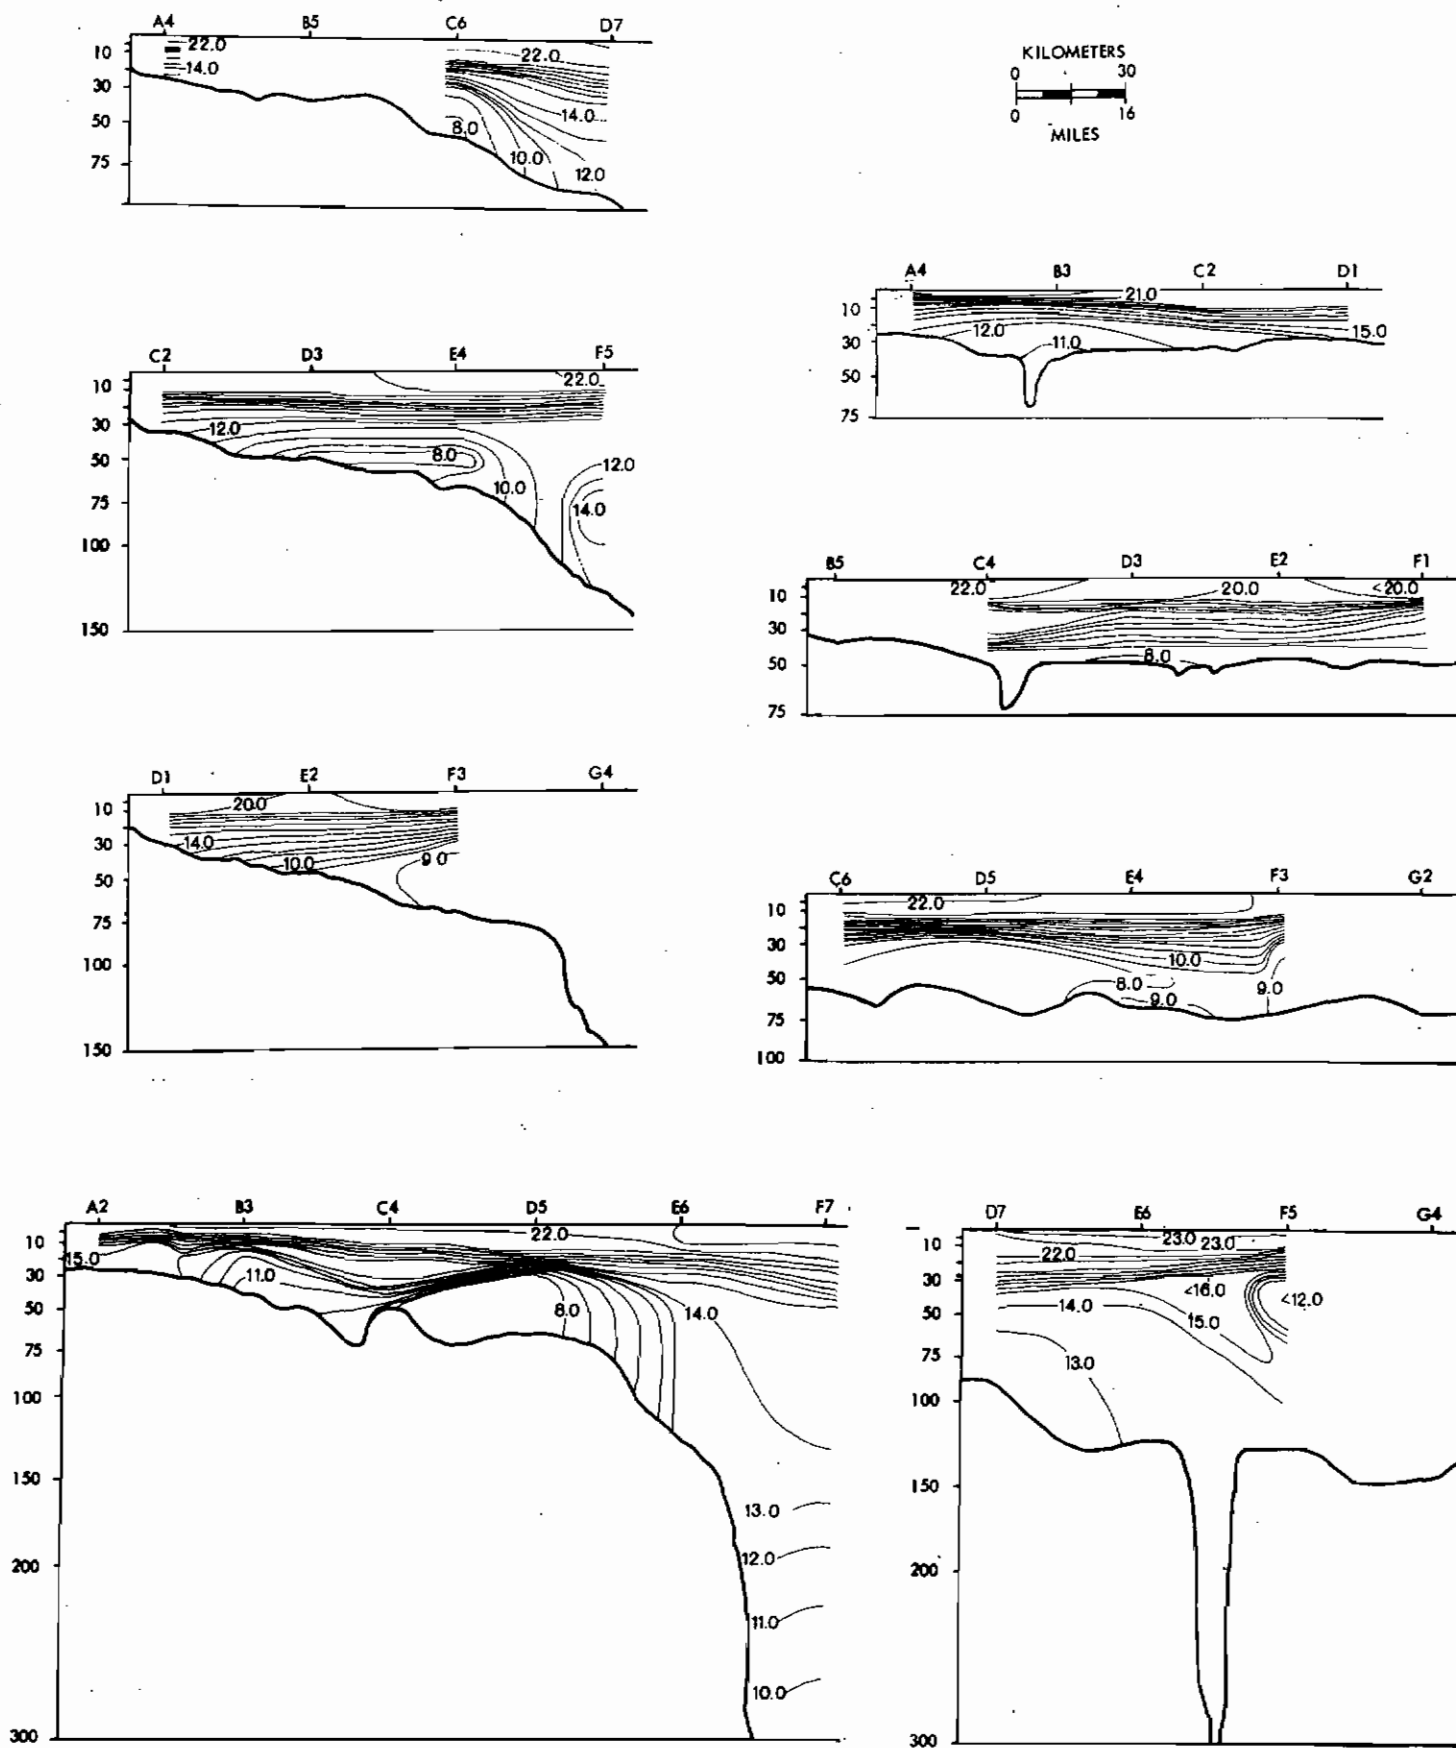 A4 B5 C6 D7
10 22.0 22.0
14.0
30
14.0
50 8.0
75 10.0
12.0
KILOMETERS
0 30
0 16
MILES
A4 B3 C2 D1
10 21.0
30 12.0 11.0 15.0
50
75
C2 D3 E4 F5
10 22.0
30 12.0
50 8.0 12.0
75 10.0 14.0
100
150
B5 C4 D3 E2 F1
10 22.0 20.0 <20.0
30
50 8.0
75
D1 E2 F3 G4
10 20.0
30 14.0
10.0 9.0
50
75
100
150
C6 D5 E4 F3 G2
10 22.0
30
10.0
50 8.0 9.0 9.0
75
100
A2 B3 C4 D5 E6 F7
10 22.0
15.0
30 11.0
50 8.0 14.0
75
100
150
13.0
200 12.0
11.0
10.0
300
D7 E6 F5 G4
10 23.0 23.0
22.0
30 <16.0 <12.0
50 14.0 15.0
75 13.0
100
150
200
300